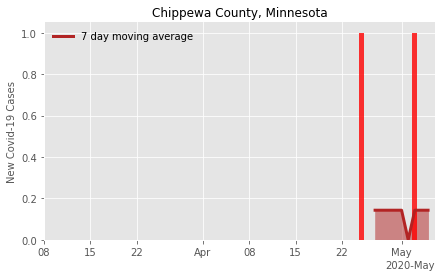 Chippewa County, Minnesota
7 day moving average
New Covid-19 Cases
1.0
0.8
0.6
0.4
0.2
0.0
08 15 22 Apr 08 15 22 May
2020-May